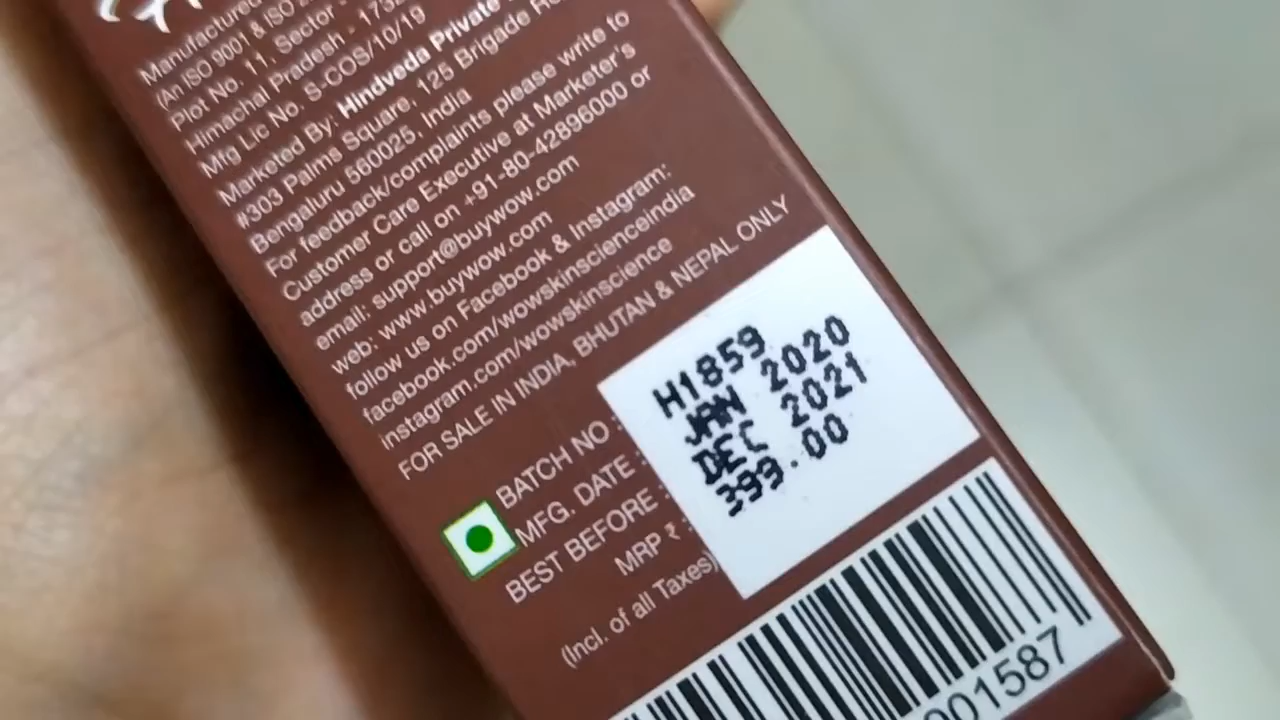 Manufactured
(An ISO 9001 & ISO
Plot No. 11, Sector -
Himachal Pradesh -
Mfg Lic No. S-COS/10/19
Marketed By: Hindveda Private
#303 Palms Square, 125 Brigade
Bengaluru 560025, India
For feedback/complaints please write to
Customer Care Executive at Marketer's
address or call on +91-80-42896000 or
email: support@buywow.com
web: www.buywow.com
follow us on Facebook & Instagram:
facebook.com/wowskinscienceindia
instagram.com/wowskinscience
FOR SALE IN INDIA, BHUTAN & NEPAL ONLY
BATCH NO : H1859
MFG. DATE : JAN 2020
BEST BEFORE : DEC 2021
MRP ₹ : 399.00
(Incl. of all Taxes)
001587